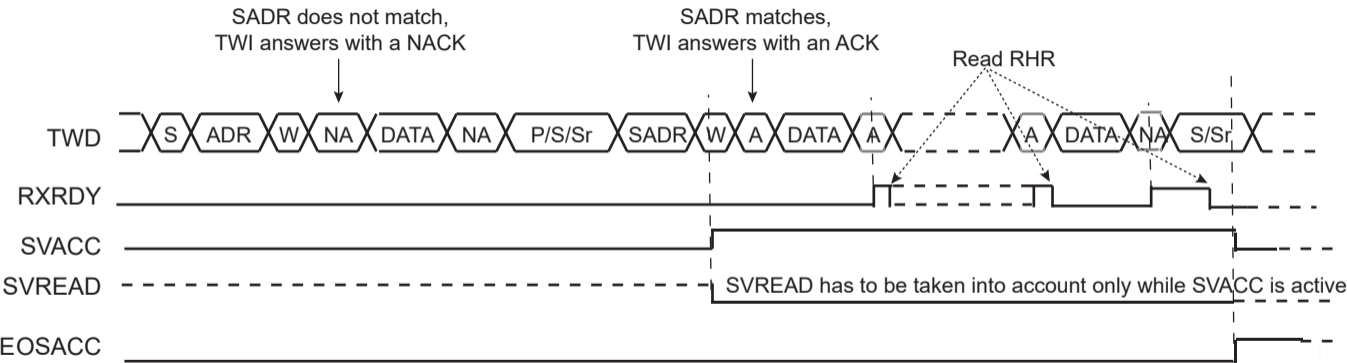 SADR does not match,
TWI answers with a NACK
SADR matches,
TWI answers with an ACK
Read RHR
TWD S ADR W NA DATA NA P/S/Sr SADR W A DATA A A DATA NA S/Sr
RXRDY
SVACC
SVREAD SVREAD has to be taken into account only while SVACC is active
EOSACC